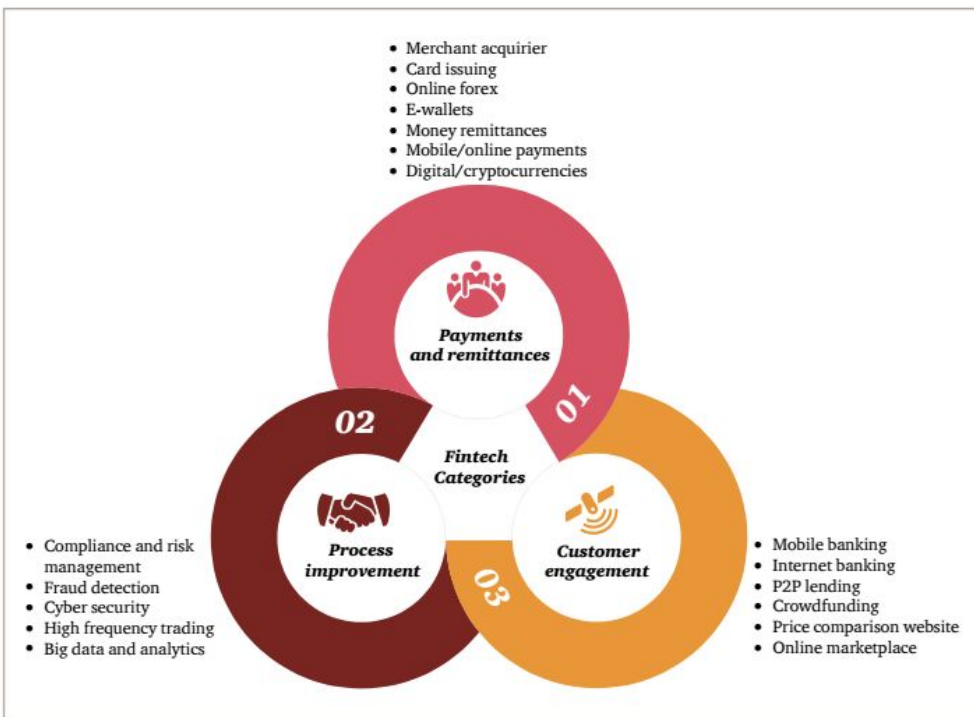 • Merchant acquirier
• Card issuing
• Online forex
• E-wallets
• Money remittances
• Mobile/online payments
• Digital/cryptocurrencies
Payments
and remittances
01
02
Fintech
Categories
Process
improvement
Customer
engagement
03
• Compliance and risk
management
• Fraud detection
• Cyber security
• High frequency trading
• Big data and analytics
• Mobile banking
• Internet banking
• P2P lending
• Crowdfunding
• Price comparison website
• Online marketplace